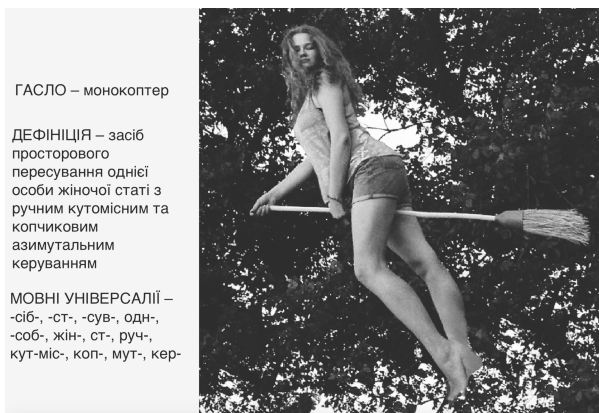 ГАСЛО – монокоптер
ДЕФІНІЦІЯ – засіб
просторового
пересування однієї
особи жіночої статі з
ручним кутомісним та
копчиковим
азимутальним
керуванням
МОВНІ УНІВЕРСАЛІЇ –
-сіб-, -ст-, -сув-, одн-,
-соб-, жін-, ст-, руч-,
кут-міс-, коп-, мут-, кер-